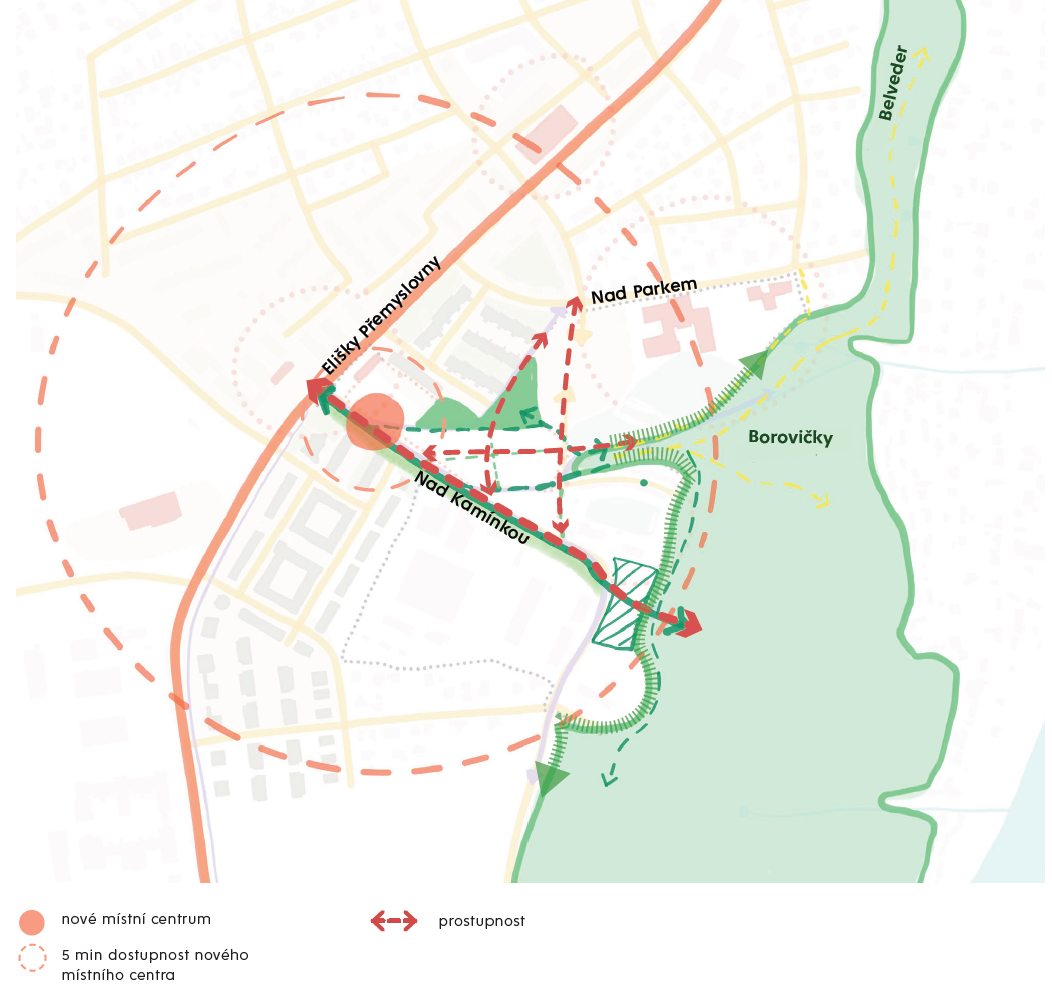 Belveder
Elišky Přemyslovny
Nad Parkem
Borovičky
Nad Kamínkou
nové místní centrum
prostupnost
5 min dostupnost nového
místního centra